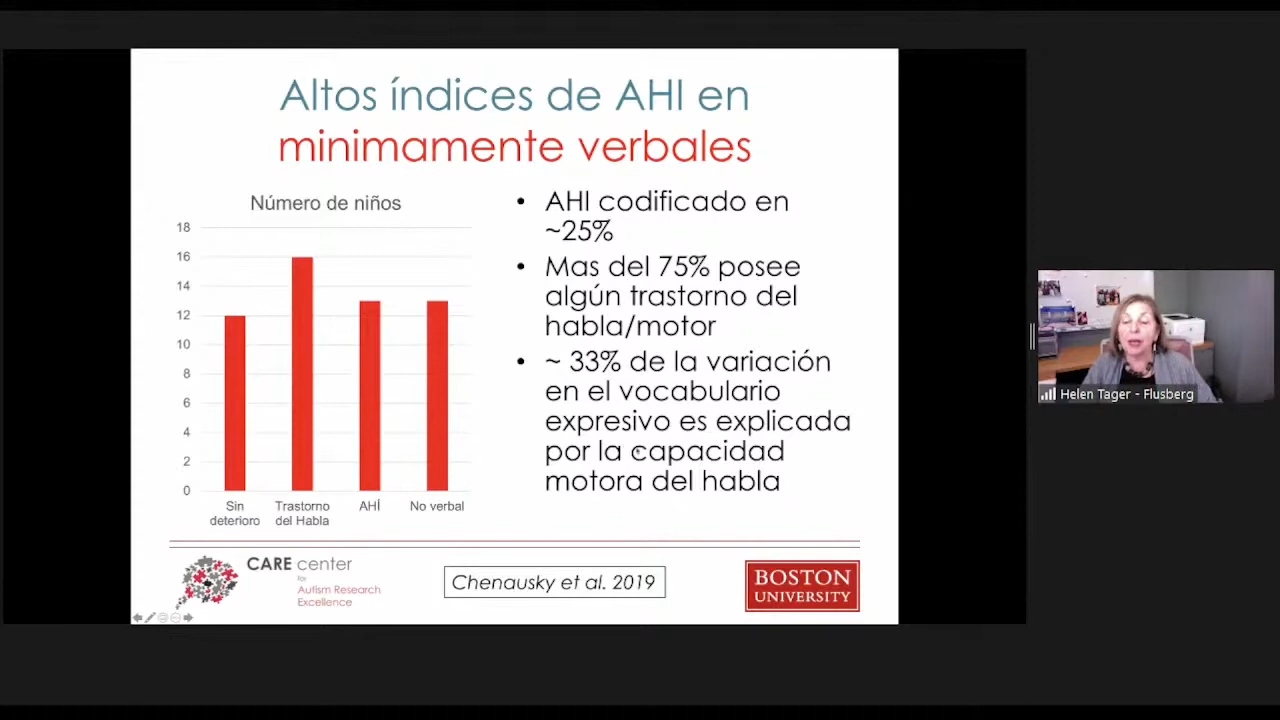 Altos índices de AHI en
minimamente verbales
Número de niños
18
16
14
12
10
8
6
4
2
0
Sin
deterioro
Trastorno
del Habla
AHÍ
No verbal
• AHI codificado en
~25%
• Mas del 75% posee
algún trastorno del
habla/motor
• ~ 33% de la variación
en el vocabulario
expresivo es explicada
por la capacidad
motora del habla
CARE center
for
Autism Research
Excellence
Chenausky et al. 2019
BOSTON
UNIVERSITY
Helen Tager - Flusberg